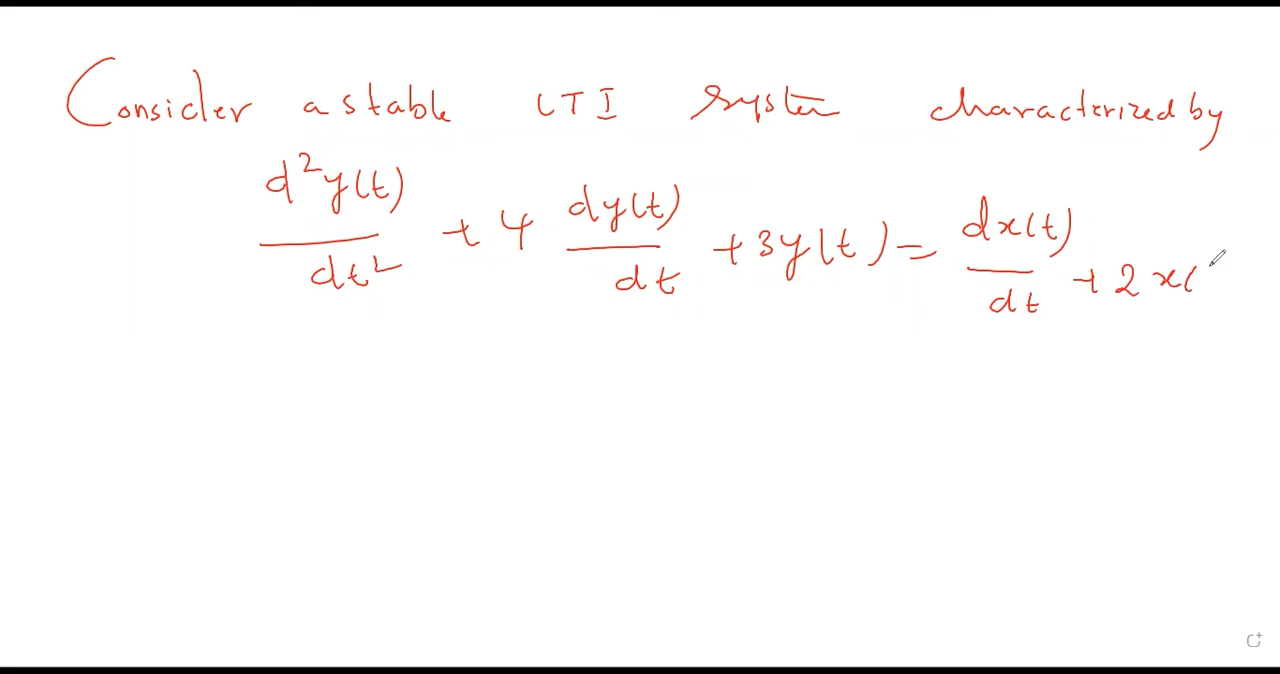 Consider a stable LTI system characterized by
d²y(t)/dt² + 4 dy(t)/dt + 3y(t) = dx(t)/dt + 2x(